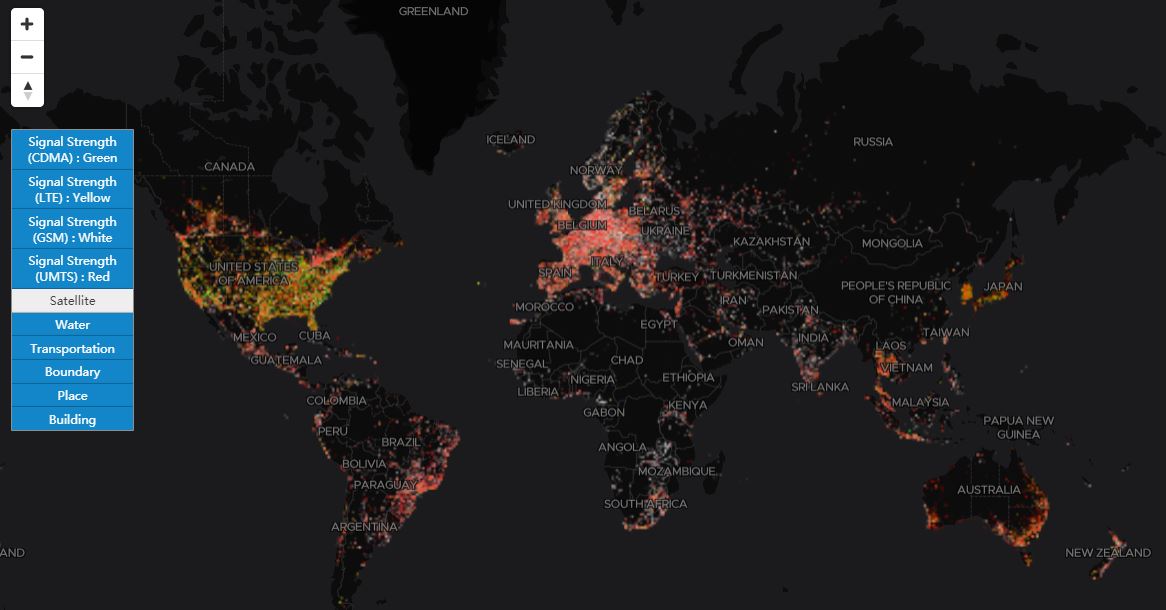 GREENLAND
+
−
Signal Strength
(CDMA) : Green
Signal Strength
(LTE) : Yellow
Signal Strength
(GSM) : White
Signal Strength
(UMTS) : Red
Satellite
Water
Transportation
Boundary
Place
Building
ICELAND
RUSSIA
CANADA
NORWAY
UNITED KINGDOM
BELARUS
BELGIUM
UKRAINE
KAZAKHSTAN
MONGOLIA
UNITED STATES
OF AMERICA
ITALY
SPAIN
TURKEY
TURKMENISTAN
PEOPLE'S REPUBLIC
OF CHINA
JAPAN
MOROCCO
IRAN
PAKISTAN
EGYPT
MEXICO
CUBA
TAIWAN
MAURITANIA
OMAN
INDIA
LAOS
GUATEMALA
SENEGAL
CHAD
VIETNAM
NIGERIA
ETHIOPIA
SRI LANKA
LIBERIA
COLOMBIA
GABON
KENYA
MALAYSIA
PERU
BRAZIL
PAPUA NEW
GUINEA
ANGOLA
BOLIVIA
MOZAMBIQUE
PARAGUAY
AUSTRALIA
SOUTH AFRICA
ARGENTINA
AND
NEW ZEALAND